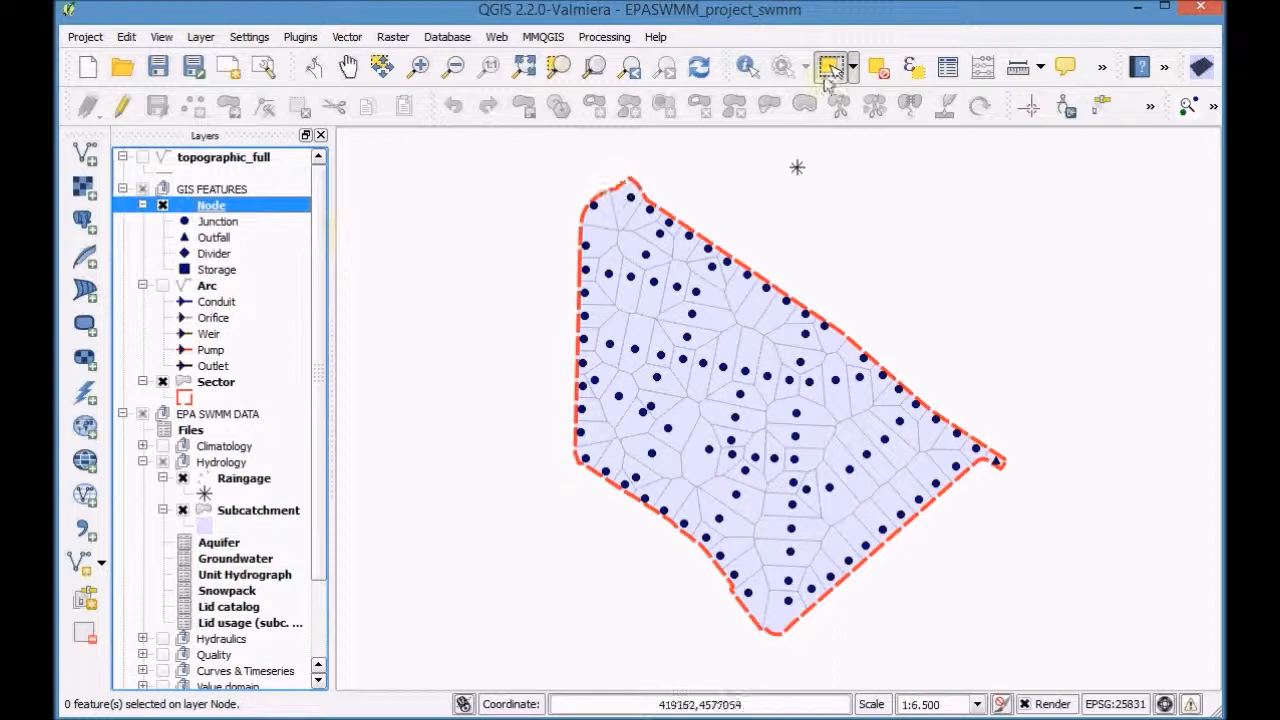 QGIS 2.2.0-Valmiera - EPASWMM_project_swmm
Project Edit View Layer Settings Plugins Vector Raster Database Web MMQGIS Processing Help
Layers
topographic_full
GIS FEATURES
Node
Junction
Outfall
Divider
Storage
Arc
Conduit
Orifice
Weir
Pump
Outlet
Sector
EPA SWMM DATA
Files
Climatology
Hydrology
Raingage
Subcatchment
Aquifer
Groundwater
Unit Hydrograph
Snowpack
Lid catalog
Lid usage (subc. ...
Hydraulics
Quality
Curves & Timeseries
Value domain
0 feature(s) selected on layer Node.
Coordinate:
Scale
1:6.500
Render
EPSG:25831